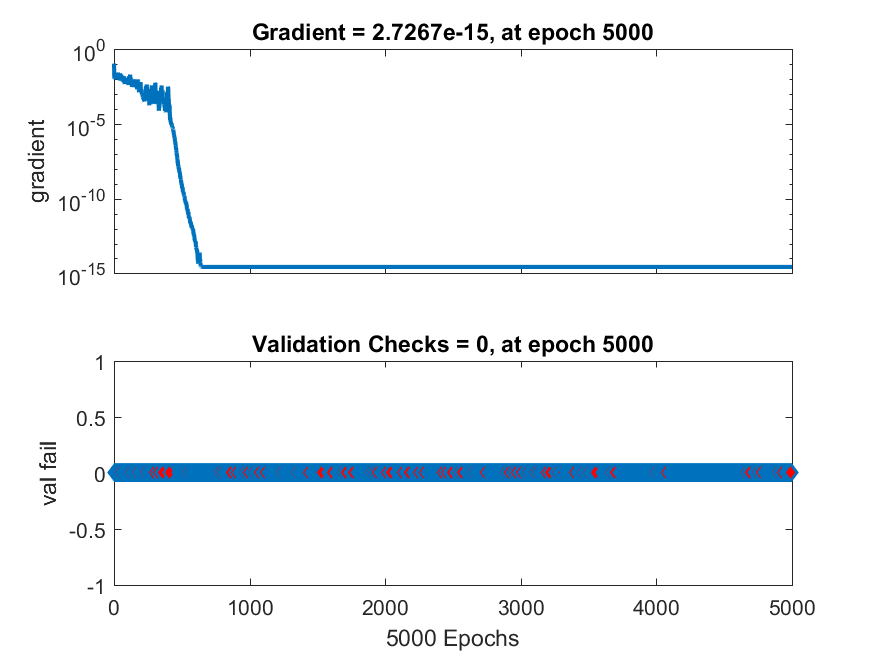 Gradient = 2.7267e-15, at epoch 5000
10^0
10^-5
10^-10
10^-15
gradient
Validation Checks = 0, at epoch 5000
1
0.5
0
-0.5
-1
val fail
0 1000 2000 3000 4000 5000
5000 Epochs